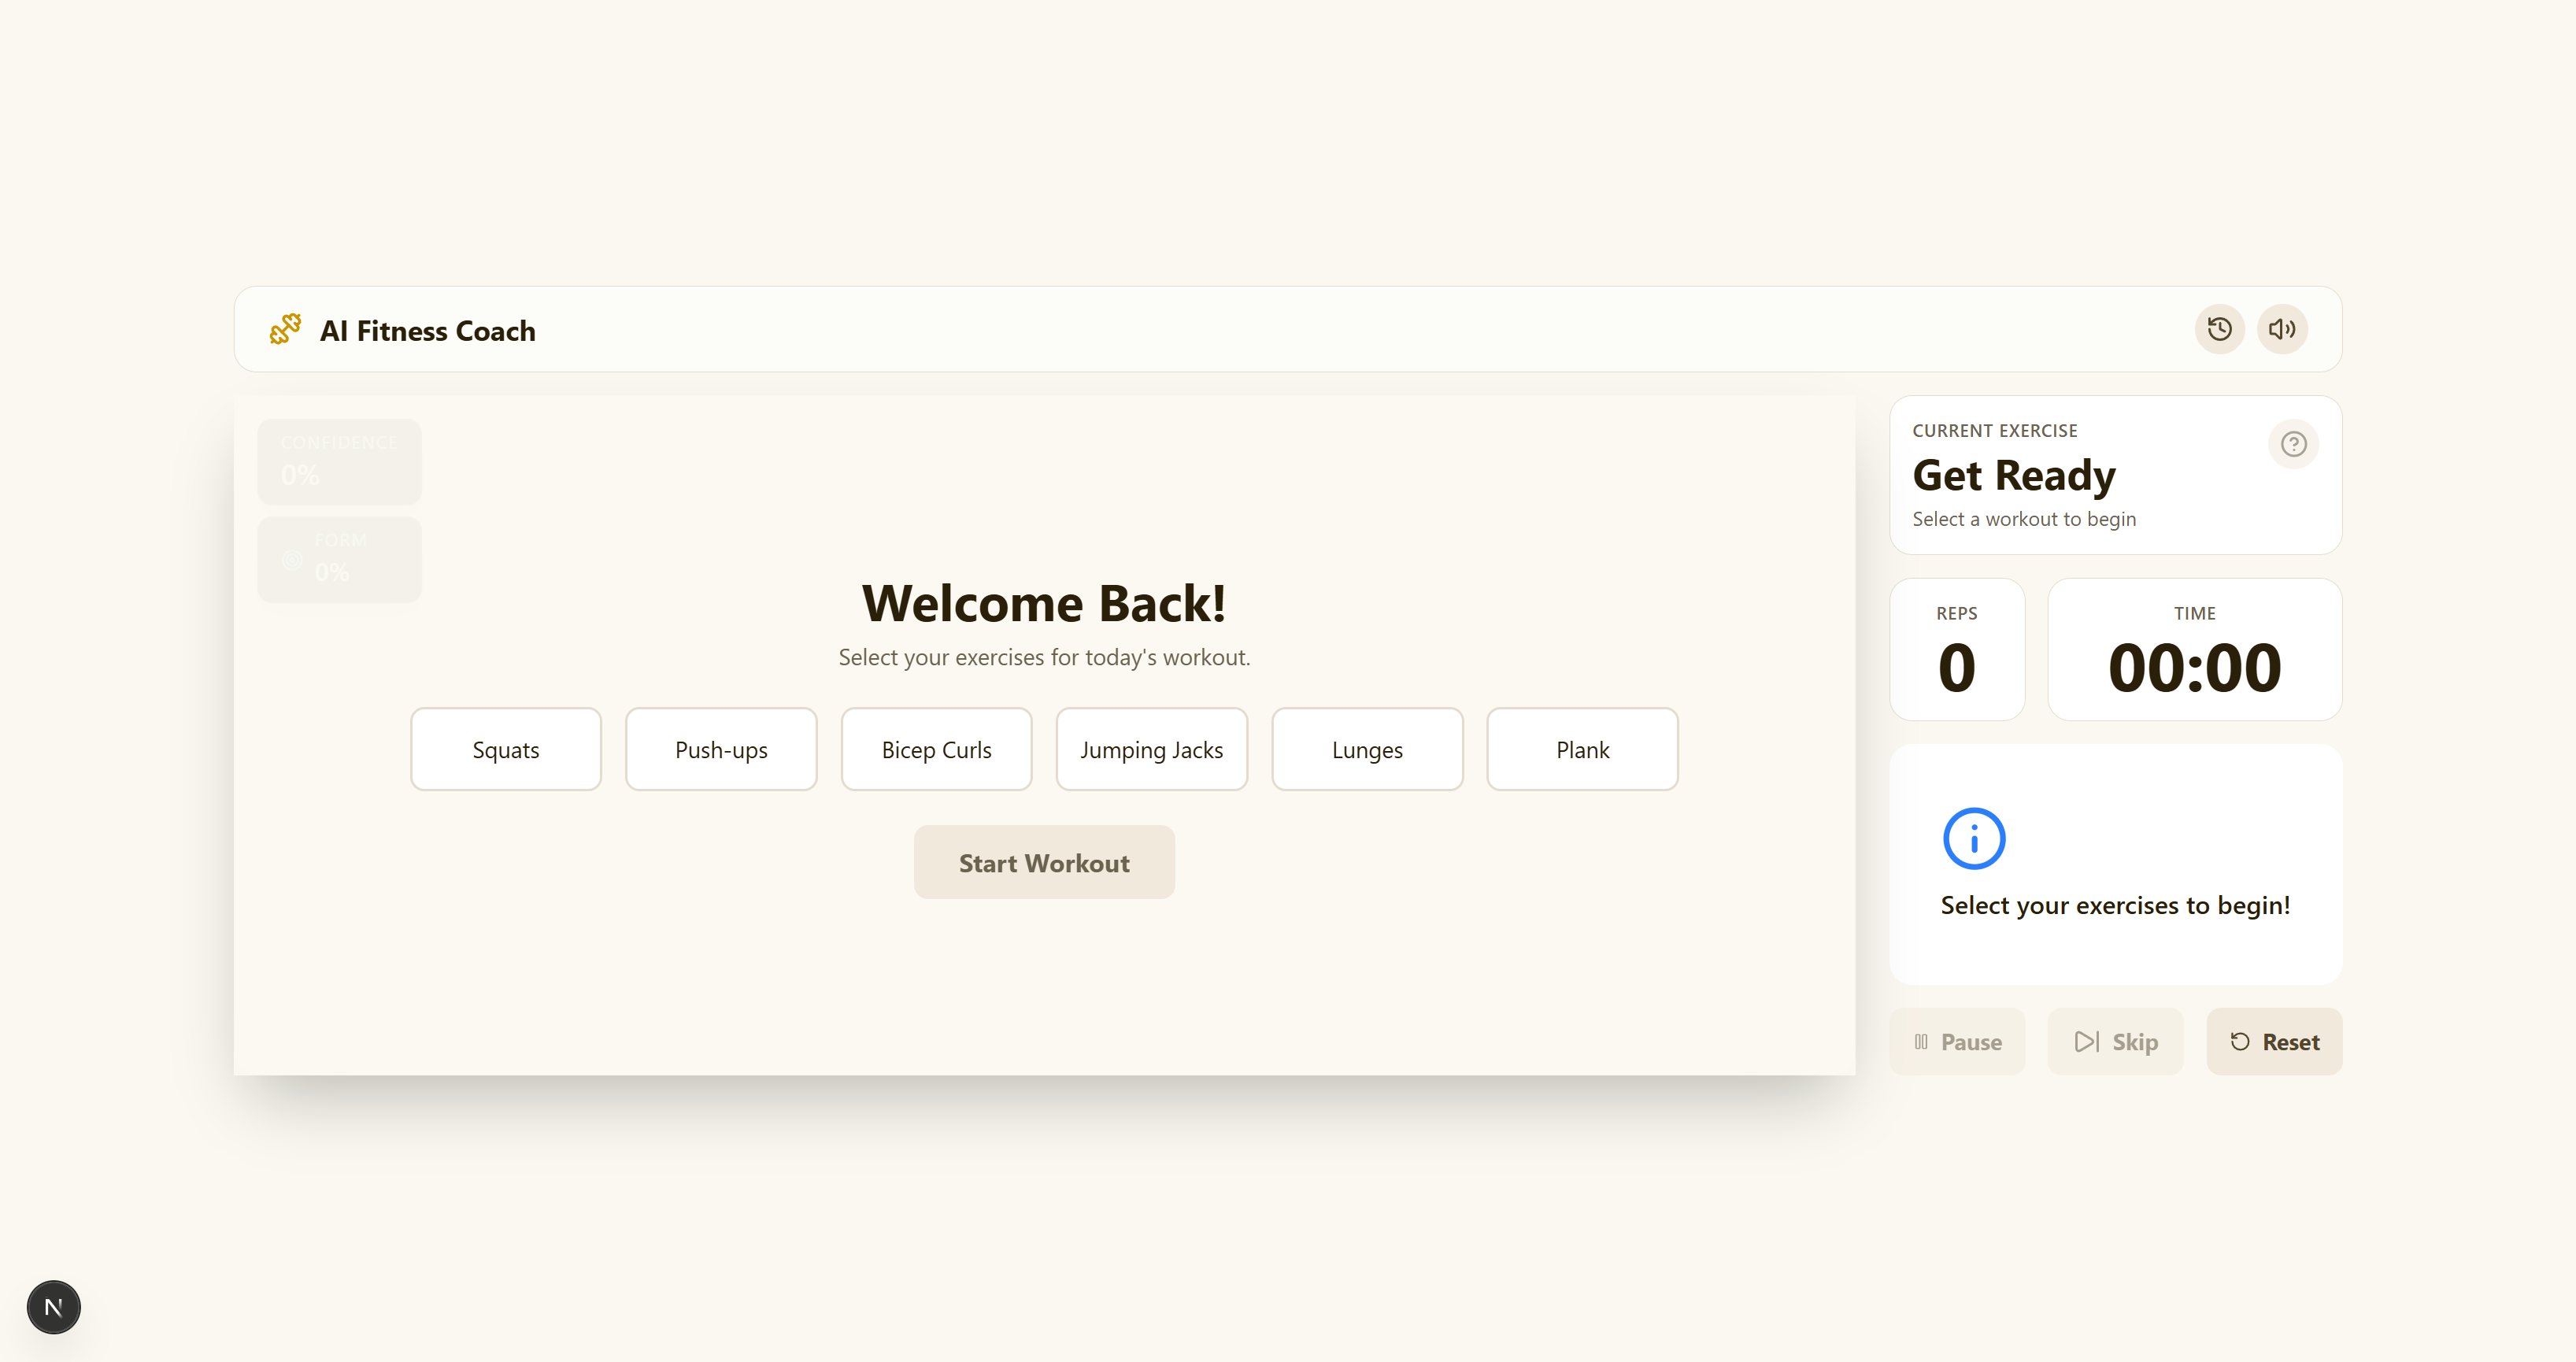 AI Fitness Coach
CONFIDENCE
0%
FORM
0%
Welcome Back!
Select your exercises for today's workout.
Squats
Push-ups
Bicep Curls
Jumping Jacks
Lunges
Plank
Start Workout
CURRENT EXERCISE
Get Ready
Select a workout to begin
REPS
0
TIME
00:00
Select your exercises to begin!
Pause
Skip
Reset
N